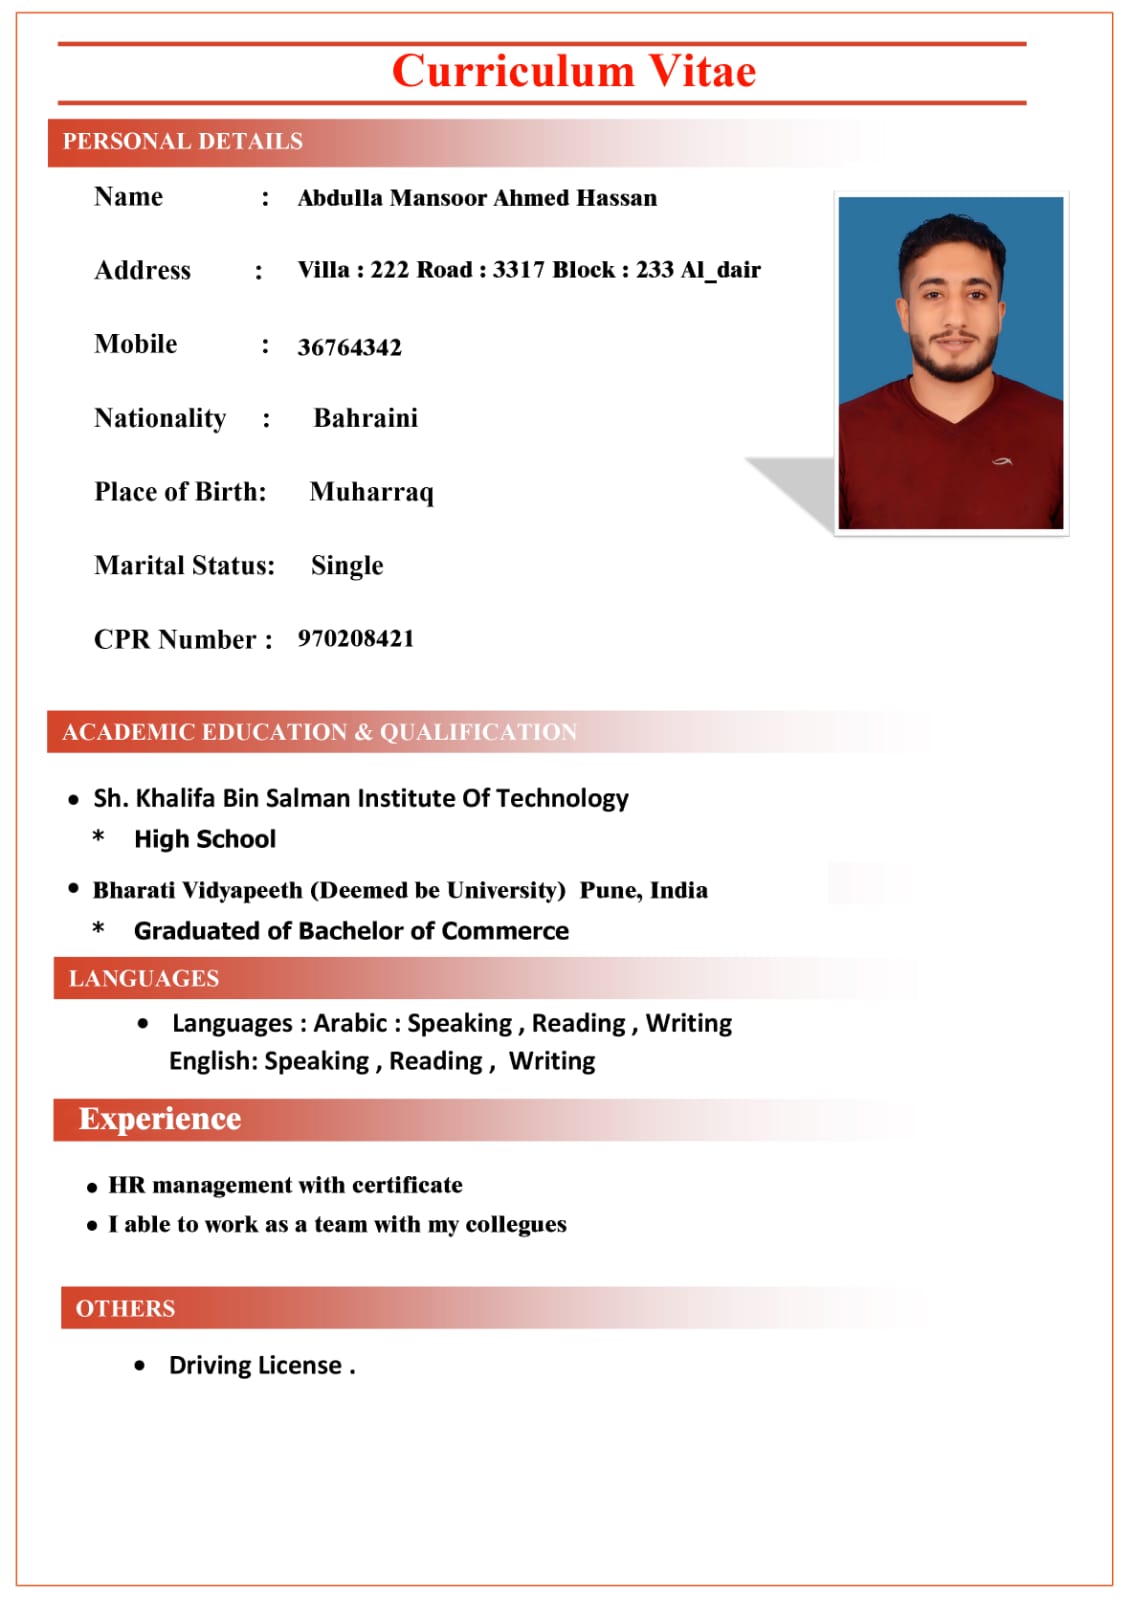 Curriculum Vitae
PERSONAL DETAILS
Name : Abdulla Mansoor Ahmed Hassan
Address : Villa : 222 Road : 3317 Block : 233 Al_dair
Mobile : 36764342
Nationality : Bahraini
Place of Birth: Muharraq
Marital Status: Single
CPR Number : 970208421
ACADEMIC EDUCATION & QUALIFICATION
• Sh. Khalifa Bin Salman Institute Of Technology
* High School
• Bharati Vidyapeeth (Deemed be University) Pune, India
* Graduated of Bachelor of Commerce
LANGUAGES
• Languages : Arabic : Speaking , Reading , Writing
English: Speaking , Reading , Writing
Experience
• HR management with certificate
• I able to work as a team with my collegues
OTHERS
• Driving License .